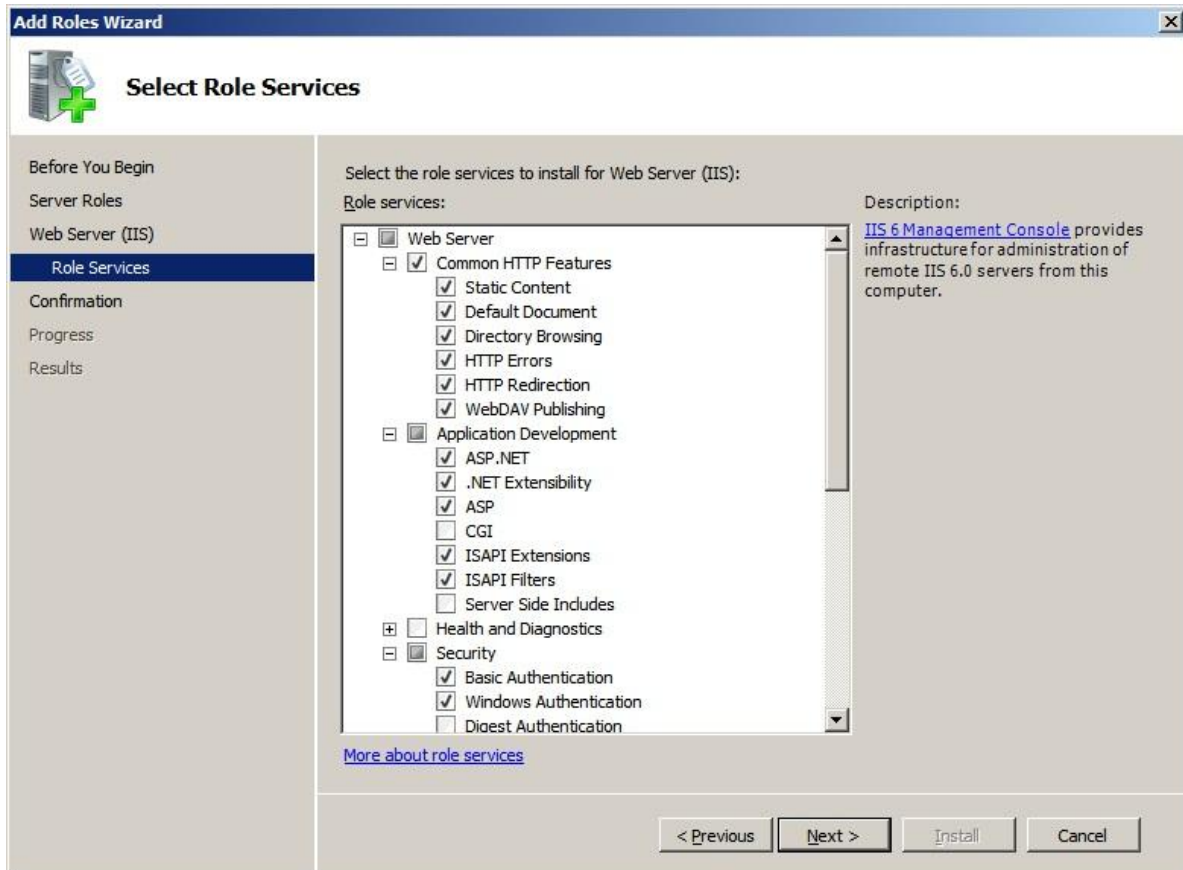 Add Roles Wizard
Select Role Services
Before You Begin
Server Roles
Web Server (IIS)
Role Services
Confirmation
Progress
Results
Select the role services to install for Web Server (IIS):
Role services:
Web Server
Common HTTP Features
Static Content
Default Document
Directory Browsing
HTTP Errors
HTTP Redirection
WebDAV Publishing
Application Development
ASP.NET
.NET Extensibility
ASP
CGI
ISAPI Extensions
ISAPI Filters
Server Side Includes
Health and Diagnostics
Security
Basic Authentication
Windows Authentication
Digest Authentication
More about role services
Description:
IIS 6 Management Console provides
infrastructure for administration of
remote IIS 6.0 servers from this
computer.
< Previous
Next >
Install
Cancel